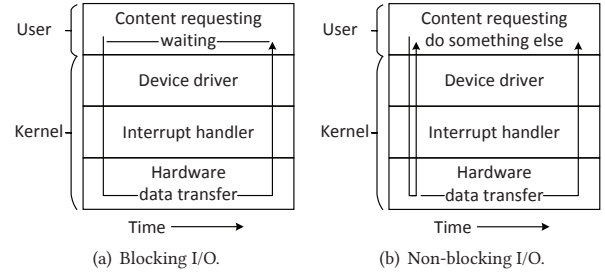 User
Content requesting
waiting
Kernel
Device driver
Interrupt handler
Hardware
data transfer
Time
(a) Blocking I/O.
User
Content requesting
do something else
Kernel
Device driver
Interrupt handler
Hardware
data transfer
Time
(b) Non-blocking I/O.